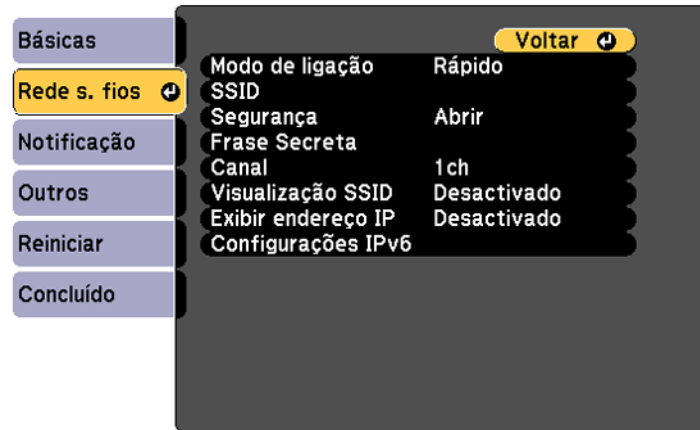 Básicas
Rede s. fios
Notificação
Outros
Reiniciar
Concluído
Voltar
Modo de ligação Rápido
SSID
Segurança Abrir
Frase Secreta
Canal 1ch
Visualização SSID Desactivado
Exibir endereço IP Desactivado
Configurações IPv6